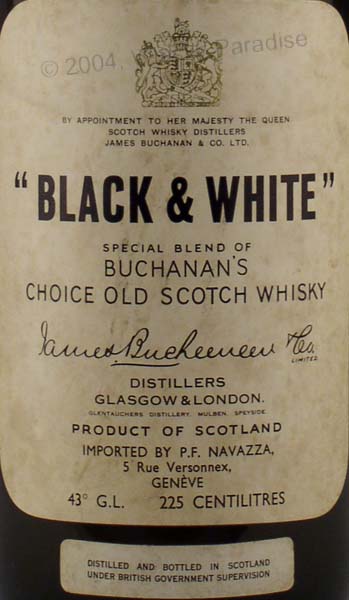 © 2004, Paradise
BY APPOINTMENT TO HER MAJESTY THE QUEEN
SCOTCH WHISKY DISTILLERS
JAMES BUCHANAN & CO. LTD.
"BLACK & WHITE"
SPECIAL BLEND OF
BUCHANAN'S
CHOICE OLD SCOTCH WHISKY
James Buchanan & Co.
LIMITED
DISTILLERS
GLASGOW & LONDON.
GLENTAUCHERS DISTILLERY, MULBEN, SPEYSIDE.
PRODUCT OF SCOTLAND
IMPORTED BY P.F. NAVAZZA,
5 Rue Versonnex,
GENÈVE
43° G.L. 225 CENTILITRES
DISTILLED AND BOTTLED IN SCOTLAND
UNDER BRITISH GOVERNMENT SUPERVISION